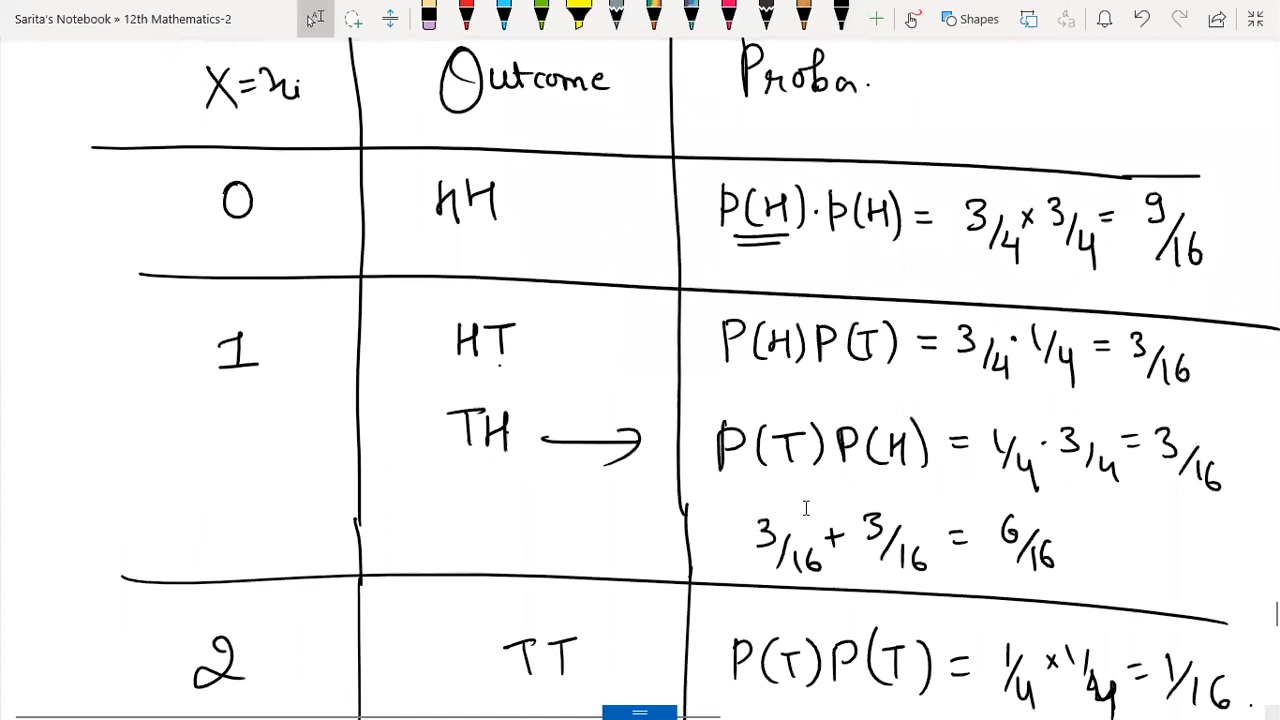 Sarita's Notebook » 12th Mathematics-2
Shapes
X=xi Outcome Proba.
0 HH P(H).P(H) = 3/4 × 3/4 = 9/16
1 HT P(H)P(T) = 3/4 · 1/4 = 3/16
TH → P(T)P(H) = 1/4 · 3/4 = 3/16
3/16 + 3/16 = 6/16
2 TT P(T)P(T) = 1/4 × 1/4 = 1/16.